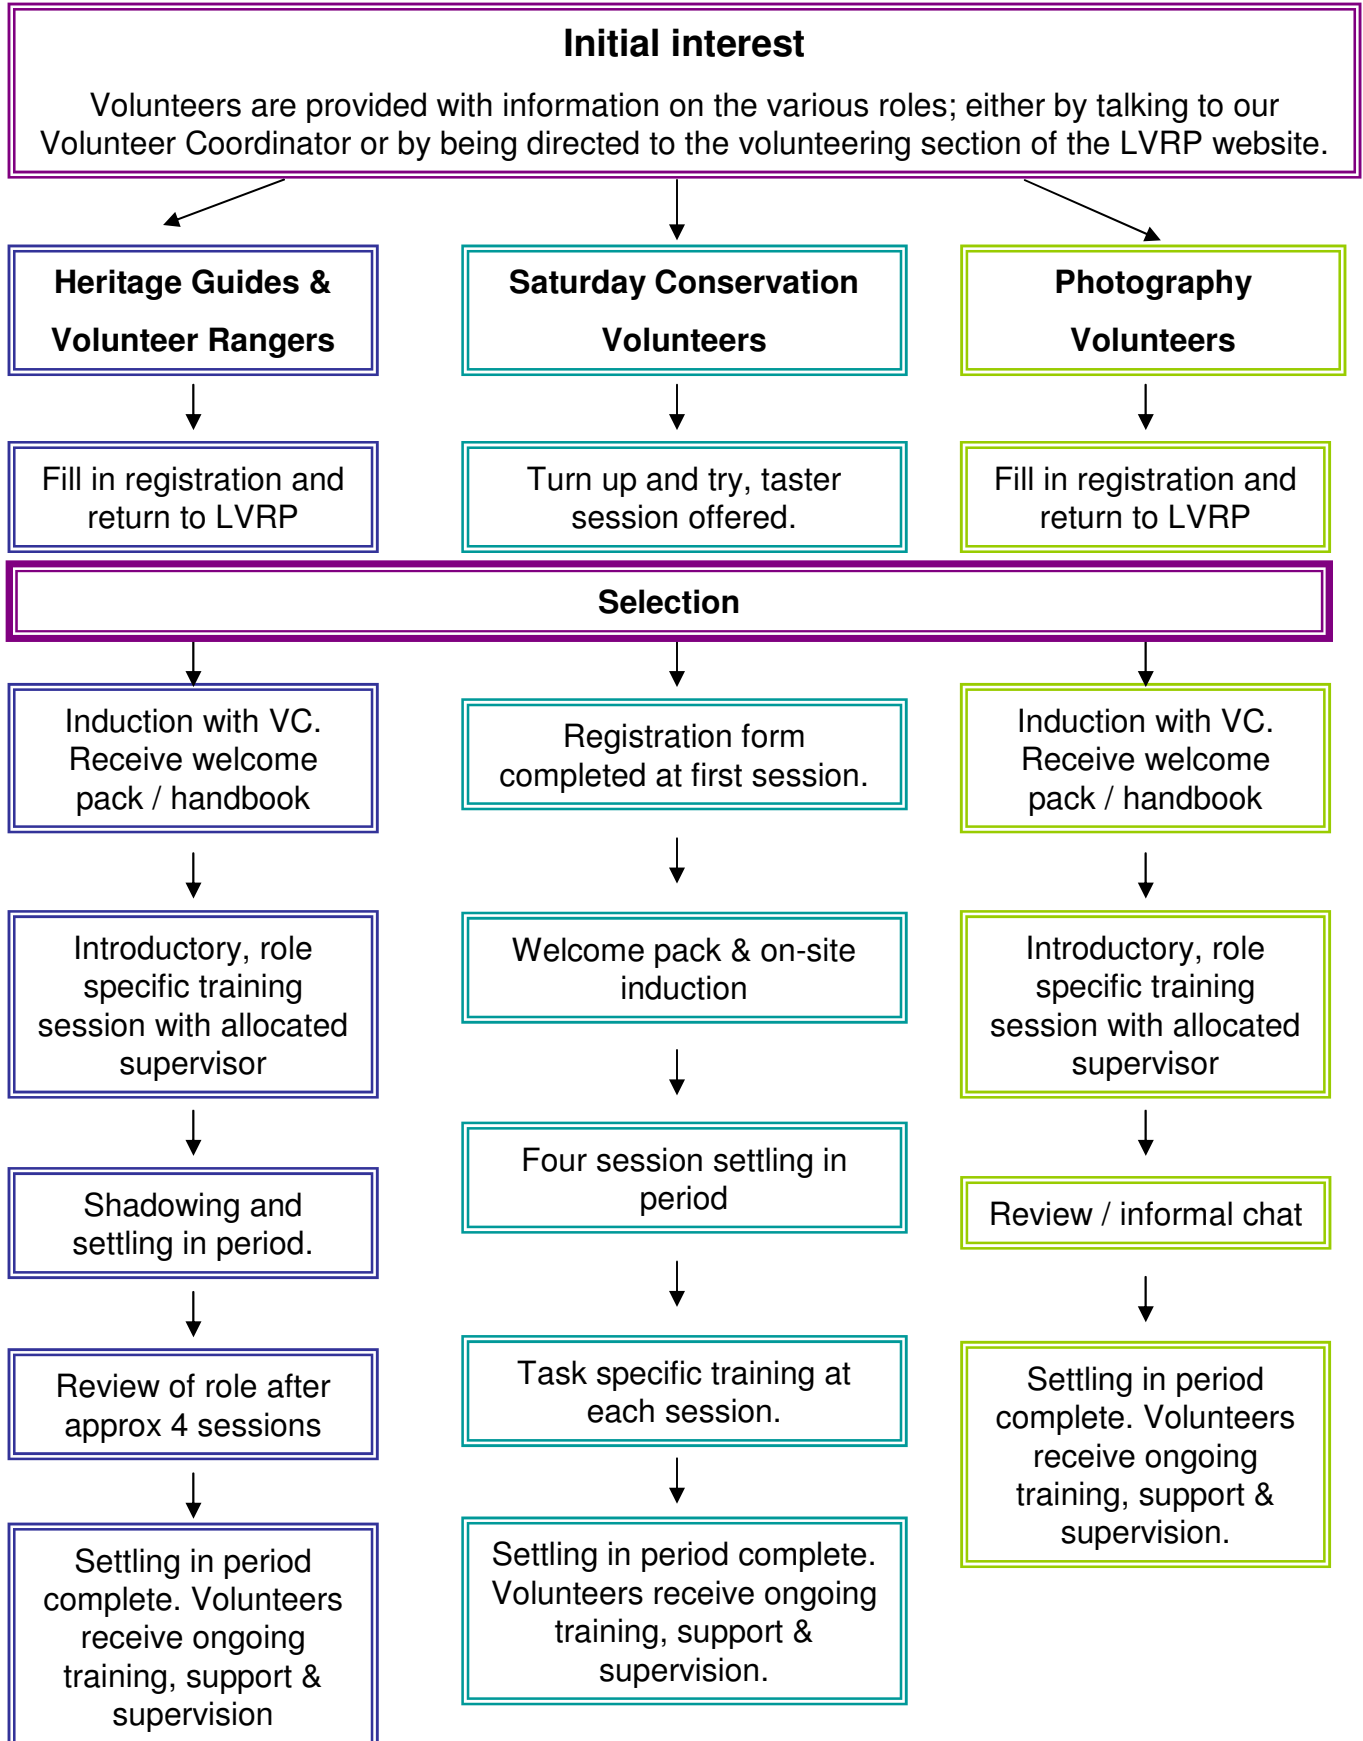 Initial interest
Volunteers are provided with information on the various roles; either by talking to our
Volunteer Coordinator or by being directed to the volunteering section of the LVRP website.
Heritage Guides &
Volunteer Rangers
Saturday Conservation
Volunteers
Photography
Volunteers
Fill in registration and
return to LVRP
Turn up and try, taster
session offered.
Fill in registration and
return to LVRP
Selection
Induction with VC.
Receive welcome
pack / handbook
Registration form
completed at first session.
Induction with VC.
Receive welcome
pack / handbook
Introductory, role
specific training
session with allocated
supervisor
Welcome pack & on-site
induction
Introductory, role
specific training
session with allocated
supervisor
Shadowing and
settling in period.
Four session settling in
period
Review / informal chat
Review of role after
approx 4 sessions
Task specific training at
each session.
Settling in period
complete. Volunteers
receive ongoing
training, support &
supervision.
Settling in period
complete. Volunteers
receive ongoing
training, support &
supervision
Settling in period complete.
Volunteers receive ongoing
training, support &
supervision.